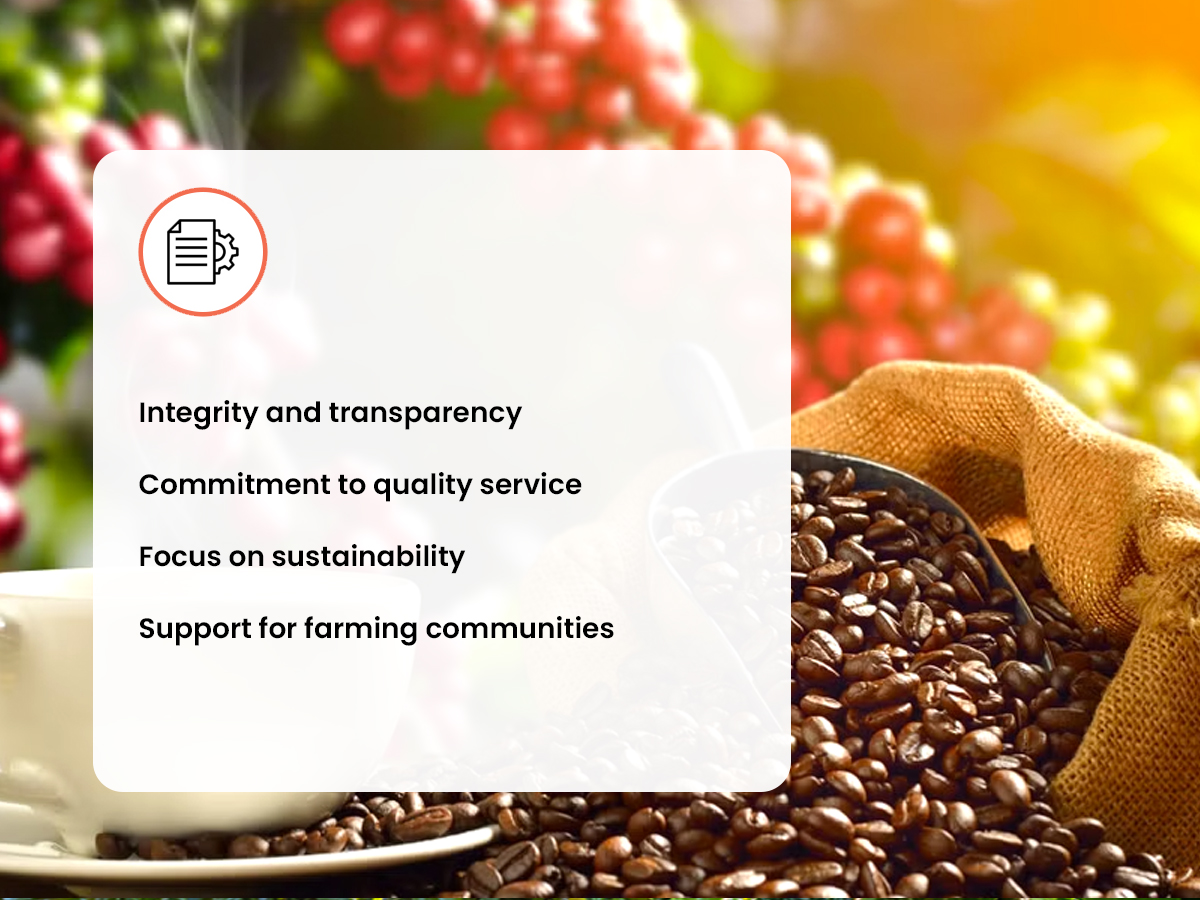 Integrity and transparency
Commitment to quality service
Focus on sustainability
Support for farming communities